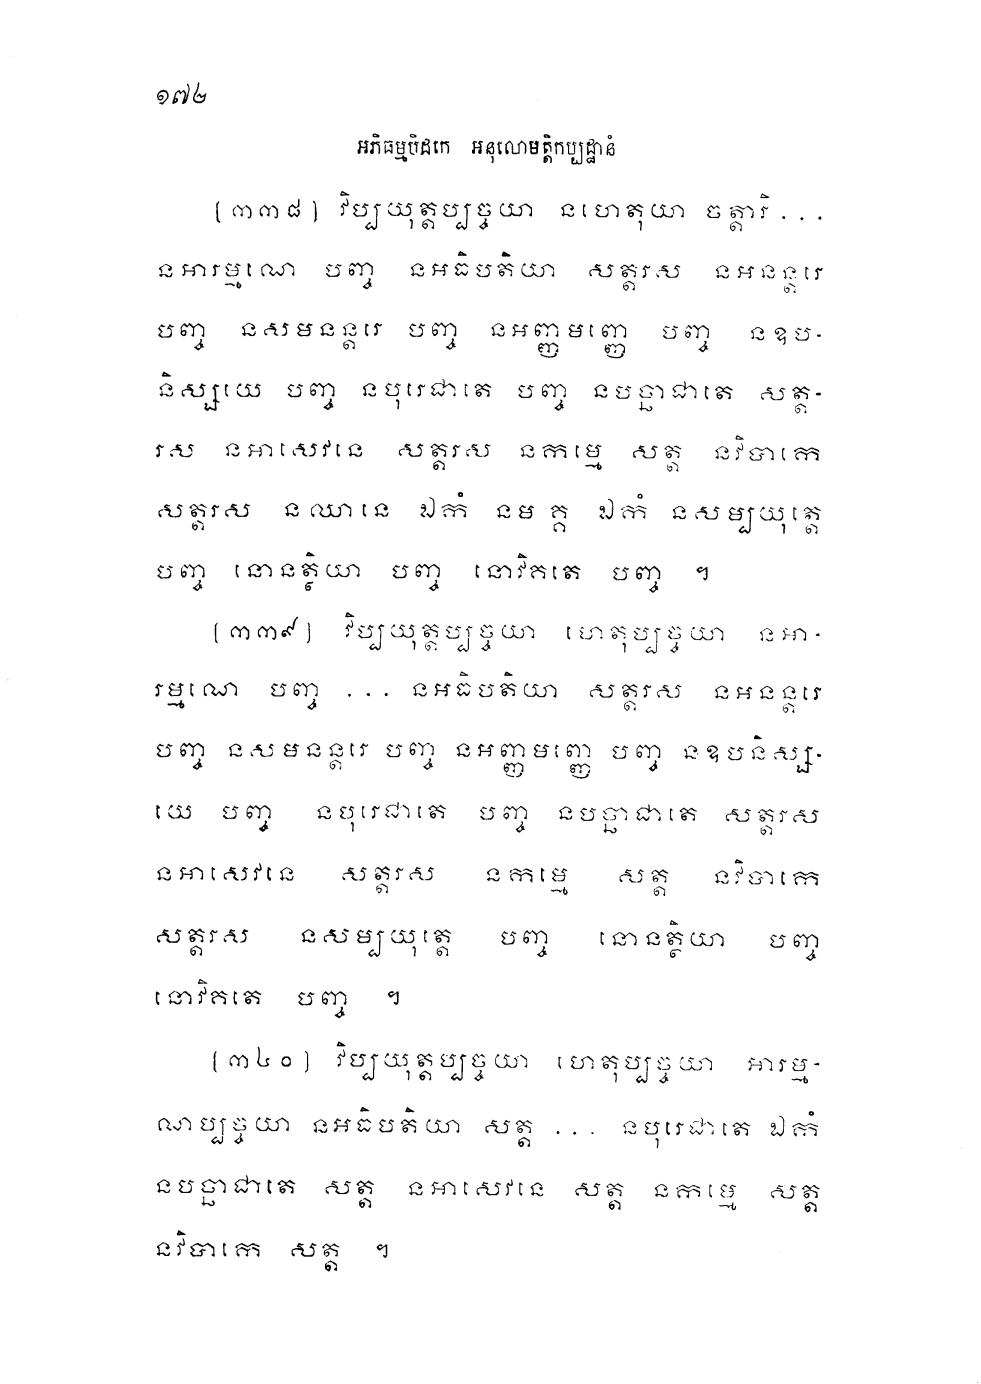 ១៧២
អភិធម្មបិដកេ អនុលោមត្តិកប្បដ្ឋានំ
(៣៣៨) វិប្បយុត្តប្បច្ចយា នហេតុយា ចត្តារិ...
នអារម្មណេ បញ្ច នអធិបតិយា សត្តរស នអនន្តរេ
បញ្ច នសមនន្តរេ បញ្ច នអញ្ញមញ្ញេ បញ្ច នឧប-
និស្សយេ បញ្ច នបុរេជាតេ បញ្ច នបច្ឆាជាតេ សត្ត-
រស នអាសេវនេ សត្តរស នកម្មេ សត្ត នវិបាកេ
សត្តរស នឈានេ ឯកំ នមគ្គេ ឯកំ នសម្បយុត្តេ
បញ្ច នោនត្ថិយា បញ្ច នោវិគតេ បញ្ច ។
(៣៣៩) វិប្បយុត្តប្បច្ចយា ហេតុប្បច្ចយា នអា-
រម្មណេ បញ្ច ... នអធិបតិយា សត្តរស នអនន្តរេ
បញ្ច នសមនន្តរេ បញ្ច នអញ្ញមញ្ញេ បញ្ច នឧបនិស្ស-
យេ បញ្ច នបុរេជាតេ បញ្ច នបច្ឆាជាតេ សត្តរស
នអាសេវនេ សត្តរស នកម្មេ សត្ត នវិបាកេ
សត្តរស នសម្បយុត្តេ បញ្ច នោនត្ថិយា បញ្ច
នោវិគតេ បញ្ច ។
(៣៤០) វិប្បយុត្តប្បច្ចយា ហេតុប្បច្ចយា អារម្ម-
ណប្បច្ចយា នអធិបតិយា សត្ត ... នបុរេជាតេ ឯកំ
នបច្ឆាជាតេ សត្ត នអាសេវនេ សត្ត នកម្មេ សត្ត
នវិបាកេ សត្ត ។